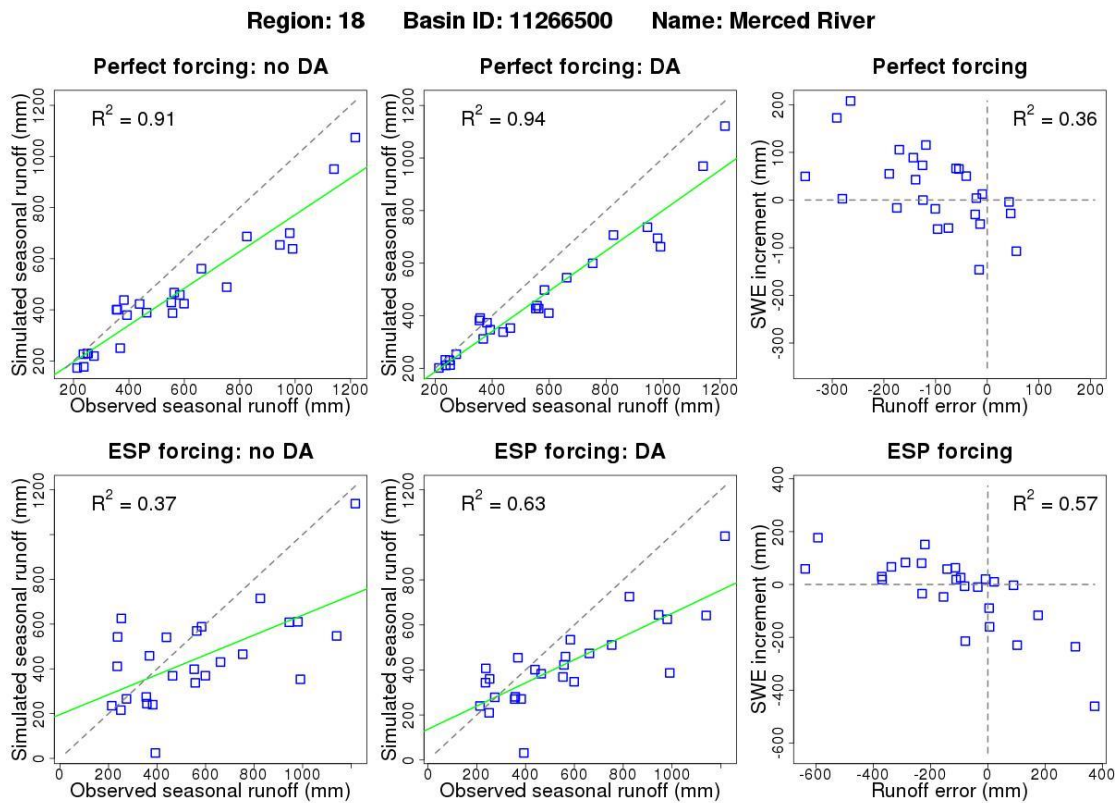 Region: 18 Basin ID: 11266500 Name: Merced River
Perfect forcing: no DA
R² = 0.91
Simulated seasonal runoff (mm)
200 400 600 800 1000 1200
200 400 600 800 1000 1200
Observed seasonal runoff (mm)
Perfect forcing: DA
R² = 0.94
Simulated seasonal runoff (mm)
200 400 600 800 1000 1200
200 400 600 800 1000 1200
Observed seasonal runoff (mm)
Perfect forcing
R² = 0.36
SWE increment (mm)
-300 -200 -100 0 100 200
-300 -200 -100 0 100 200
Runoff error (mm)
ESP forcing: no DA
R² = 0.37
Simulated seasonal runoff (mm)
0 200 400 600 800 1200
0 200 400 600 800 1000
Observed seasonal runoff (mm)
ESP forcing: DA
R² = 0.63
Simulated seasonal runoff (mm)
0 200 400 600 800 1200
0 200 400 600 800 1000
Observed seasonal runoff (mm)
ESP forcing
R² = 0.57
SWE increment (mm)
-600 -400 -200 0 200 400
-600 -400 -200 0 200 400
Runoff error (mm)